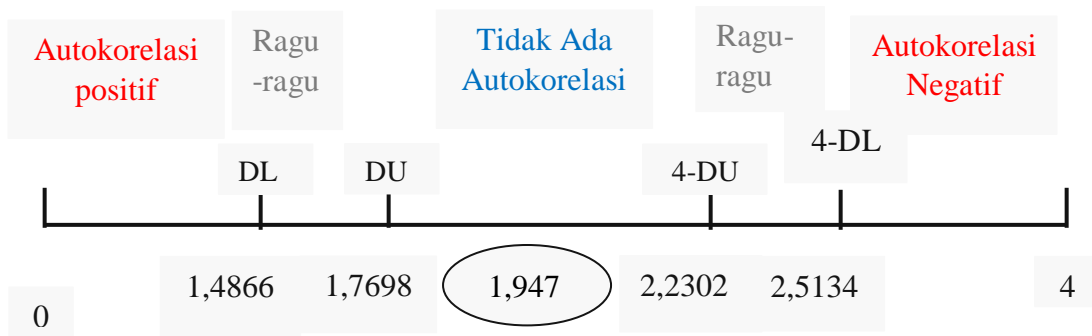 Autokorelasi
positif
Ragu
-ragu
Tidak Ada
Autokorelasi
Ragu-
ragu
Autokorelasi
Negatif
DL
DU
4-DU
4-DL
0
1,4866
1,7698
1,947
2,2302
2,5134
4